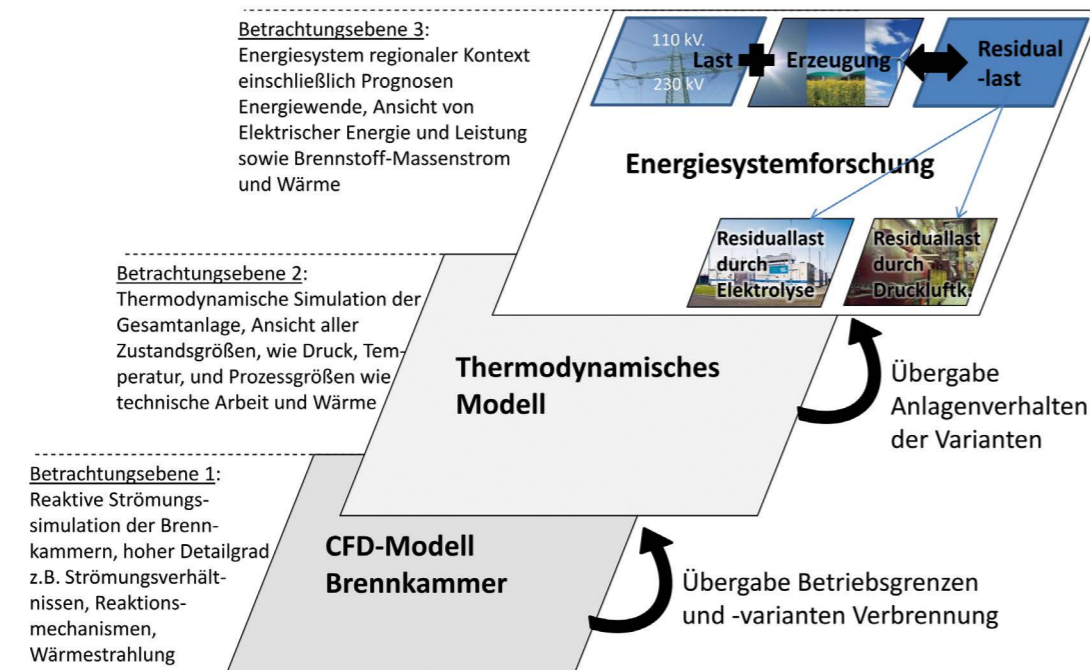 Betrachtungsebene 3:
Energiesystem regionaler Kontext
einschließlich Prognosen
Energiewende, Ansicht von
Elektrischer Energie und Leistung
sowie Brennstoff-Massenstrom
und Wärme
110 kV.
Last
230 kV
Erzeugung
Residual
-last
Energiesystemforschung
Residuallast
durch
Elektrolyse
Residuallast
durch
Druckluftk.
Betrachtungsebene 2:
Thermodynamische Simulation der
Gesamtanlage, Ansicht aller
Zustandsgrößen, wie Druck, Tem-
peratur, und Prozessgrößen wie
technische Arbeit und Wärme
Thermodynamisches
Modell
Übergabe
Anlagenverhalten
der Varianten
Betrachtungsebene 1:
Reaktive Strömungs-
simulation der Brenn-
kammern, hoher Detailgrad
z.B. Strömungsverhält-
nissen, Reaktions-
mechanismen,
Wärmestrahlung
CFD-Modell
Brennkammer
Übergabe Betriebsgrenzen
und -varianten Verbrennung